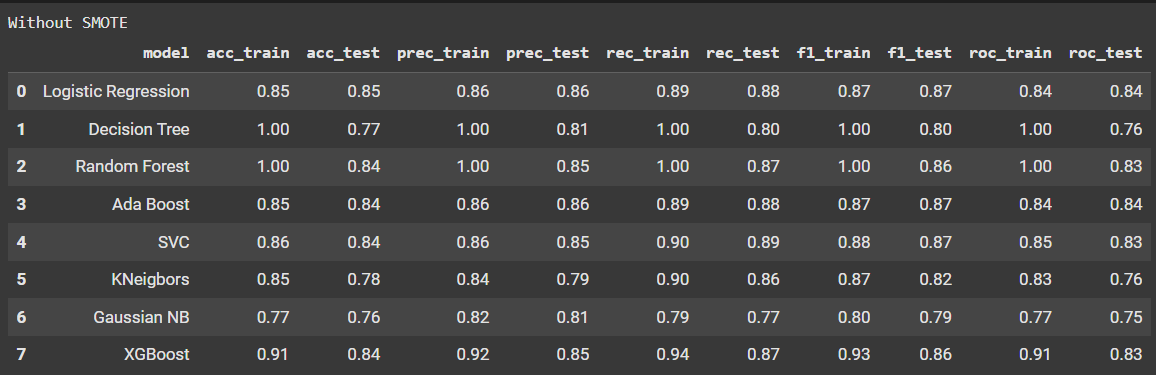 Without SMOTE
model acc_train acc_test prec_train prec_test rec_train rec_test f1_train f1_test roc_train roc_test
0 Logistic Regression 0.85 0.85 0.86 0.86 0.89 0.88 0.87 0.87 0.84 0.84
1 Decision Tree 1.00 0.77 1.00 0.81 1.00 0.80 1.00 0.80 1.00 0.76
2 Random Forest 1.00 0.84 1.00 0.85 1.00 0.87 1.00 0.86 1.00 0.83
3 Ada Boost 0.85 0.84 0.86 0.86 0.89 0.88 0.87 0.87 0.84 0.84
4 SVC 0.86 0.84 0.86 0.85 0.90 0.89 0.88 0.87 0.85 0.83
5 KNeigbors 0.85 0.78 0.84 0.79 0.90 0.86 0.87 0.82 0.83 0.76
6 Gaussian NB 0.77 0.76 0.82 0.81 0.79 0.77 0.80 0.79 0.77 0.75
7 XGBoost 0.91 0.84 0.92 0.85 0.94 0.87 0.93 0.86 0.91 0.83